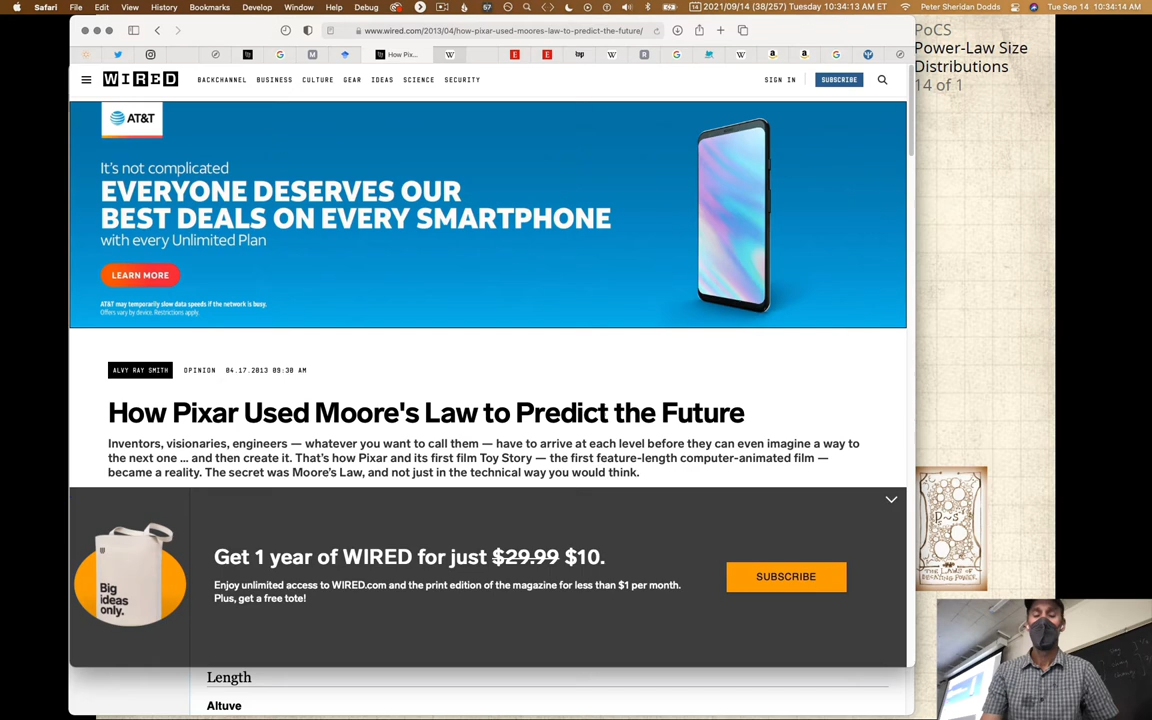 Safari File Edit View History Bookmarks Develop Window Help Debug
57
14 2021/09/14 (38/257) Tuesday 10:34:13 AM ET
Peter Sheridan Dodds
Tue Sep 14 10:34:14 AM
www.wired.com/2013/04/how-pixar-used-moores-law-to-predict-the-future/
How Pix...
WIRED
BACKCHANNEL BUSINESS CULTURE GEAR IDEAS SCIENCE SECURITY
SIGN IN
SUBSCRIBE
AT&T
It's not complicated
EVERYONE DESERVES OUR
BEST DEALS ON EVERY SMARTPHONE
with every Unlimited Plan
LEARN MORE
AT&T may temporarily slow data speeds if the network is busy.
Offers vary by device. Restrictions apply.
ALVY RAY SMITH OPINION 04.17.2013 09:30 AM
How Pixar Used Moore's Law to Predict the Future
Inventors, visionaries, engineers — whatever you want to call them — have to arrive at each level before they can even imagine a way to
the next one ... and then create it. That's how Pixar and its first film Toy Story — the first feature-length computer-animated film —
became a reality. The secret was Moore's Law, and not just in the technical way you would think.
Big
ideas
only.
Get 1 year of WIRED for just $29.99 $10.
Enjoy unlimited access to WIRED.com and the print edition of the magazine for less than $1 per month.
Plus, get a free tote!
SUBSCRIBE
Length
Altuve
PoCS
Power-Law Size
Distributions
14 of 1
THE LAWS OF